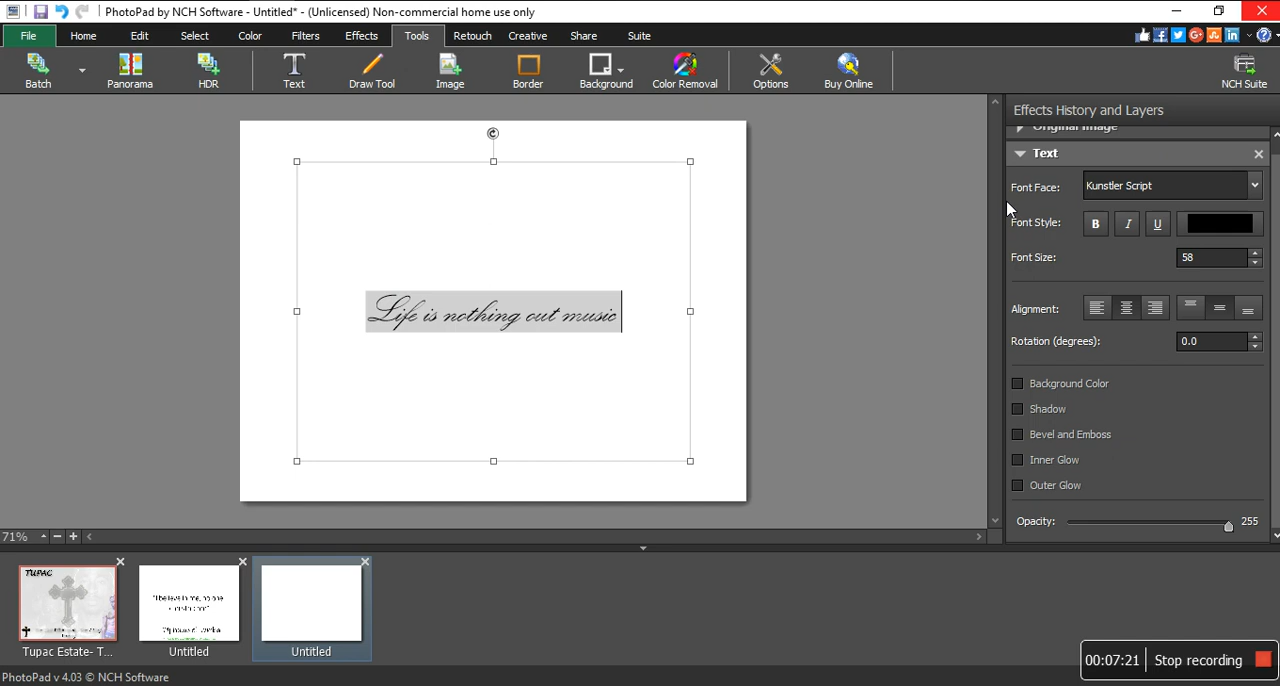 PhotoPad by NCH Software - Untitled* - (Unlicensed) Non-commercial home use only
File Home Edit Select Color Filters Effects Tools Retouch Creative Share Suite
Batch Panorama HDR Text Draw Tool Image Border Background Color Removal Options Buy Online NCH Suite
Effects History and Layers
Original Image
Text
Font Face: Kunstler Script
Font Style: B I U
Font Size: 58
Alignment:
Rotation (degrees): 0.0
Background Color
Shadow
Bevel and Emboss
Inner Glow
Outer Glow
Opacity: 255
Life is nothing out music
71%
TUPAC
Tupac Estate- T... Untitled Untitled
00:07:21 Stop recording
PhotoPad v 4.03 © NCH Software